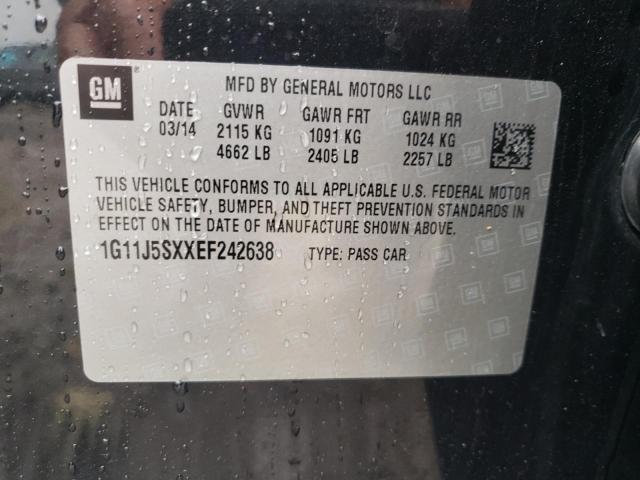 GM
MFD BY GENERAL MOTORS LLC
DATE GVWR GAWR FRT GAWR RR
03/14 2115 KG 1091 KG 1024 KG
4662 LB 2405 LB 2257 LB
THIS VEHICLE CONFORMS TO ALL APPLICABLE U.S. FEDERAL MOTOR
VEHICLE SAFETY, BUMPER, AND THEFT PREVENTION STANDARDS IN
EFFECT ON THE DATE OF MANUFACTURE SHOWN ABOVE.
1G11J5SXXEF242638 TYPE: PASS CAR